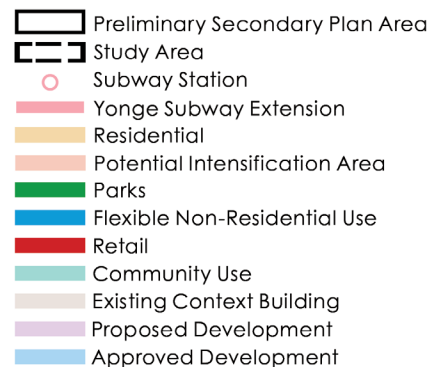 Preliminary Secondary Plan Area
Study Area
Subway Station
Yonge Subway Extension
Residential
Potential Intensification Area
Parks
Flexible Non-Residential Use
Retail
Community Use
Existing Context Building
Proposed Development
Approved Development